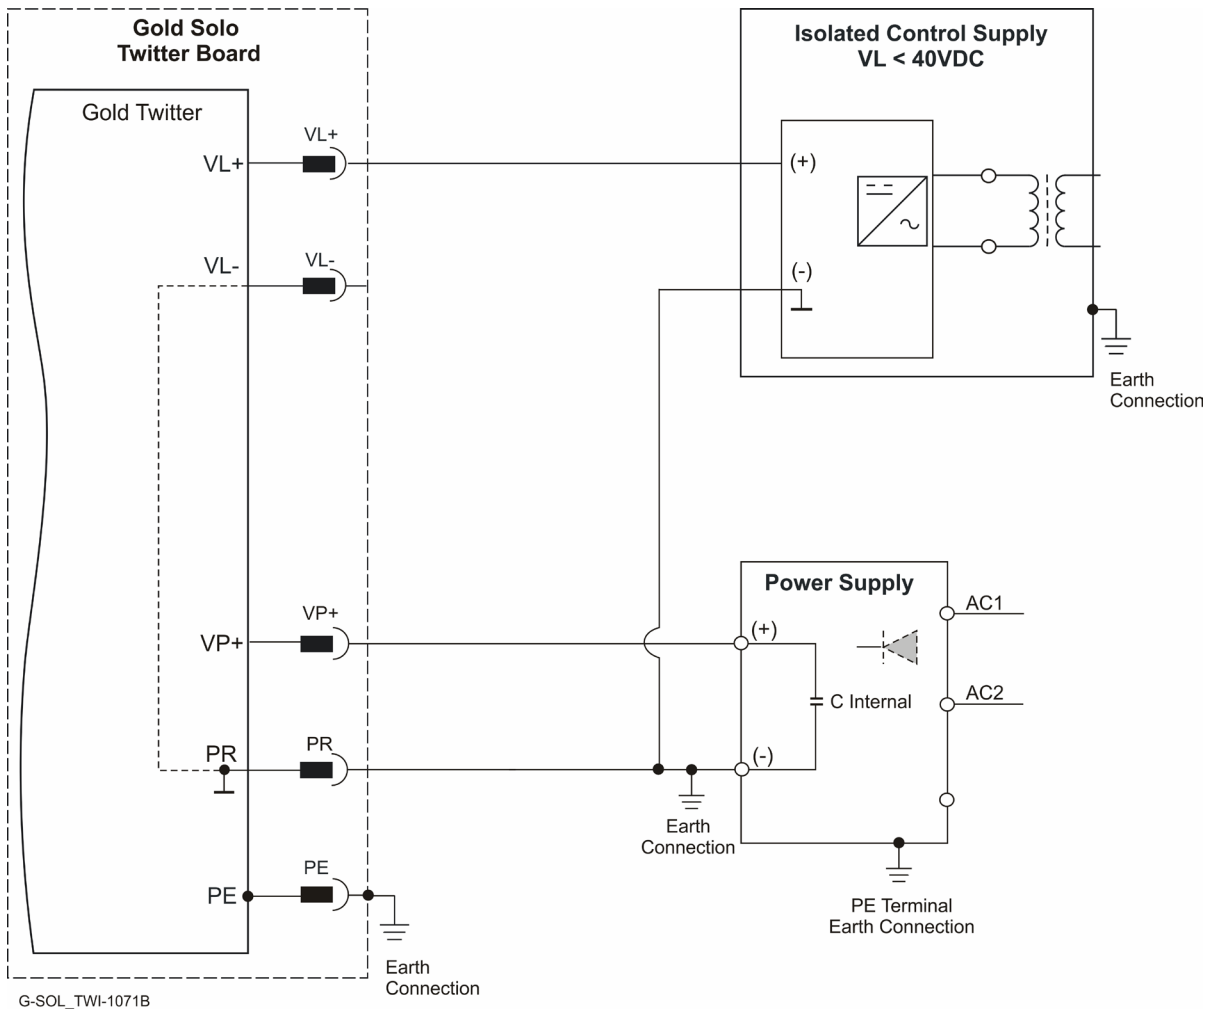 Gold Solo
Twitter Board
Isolated Control Supply
VL < 40VDC
Gold Twitter
VL+
VL+
(+)
VL-
VL-
(-)
Earth
Connection
Power Supply
AC1
VP+
VP+
(+)
C Internal
AC2
PR
PR
(-)
Earth
Connection
PE
PE
PE Terminal
Earth Connection
Earth
Connection
G-SOL_TWI-1071B